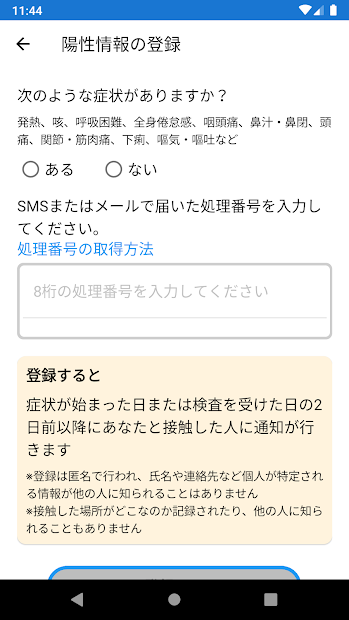 11:44
陽性情報の登録
次のような症状がありますか？
発熱、咳、呼吸困難、全身倦怠感、咽頭痛、鼻汁・鼻閉、頭
痛、関節・筋肉痛、下痢、嘔気・嘔吐など
ある ない
SMSまたはメールで届いた処理番号を入力し
てください。
処理番号の取得方法
8桁の処理番号を入力してください
登録すると
症状が始まった日または検査を受けた日の2
日前以降にあなたと接触した人に通知が行
きます
※登録は匿名で行われ、氏名や連絡先など個人が特定され
る情報が他の人に知られることはありません
※接触した場所がどこなのか記録されたり、他の人に知ら
れることもありません